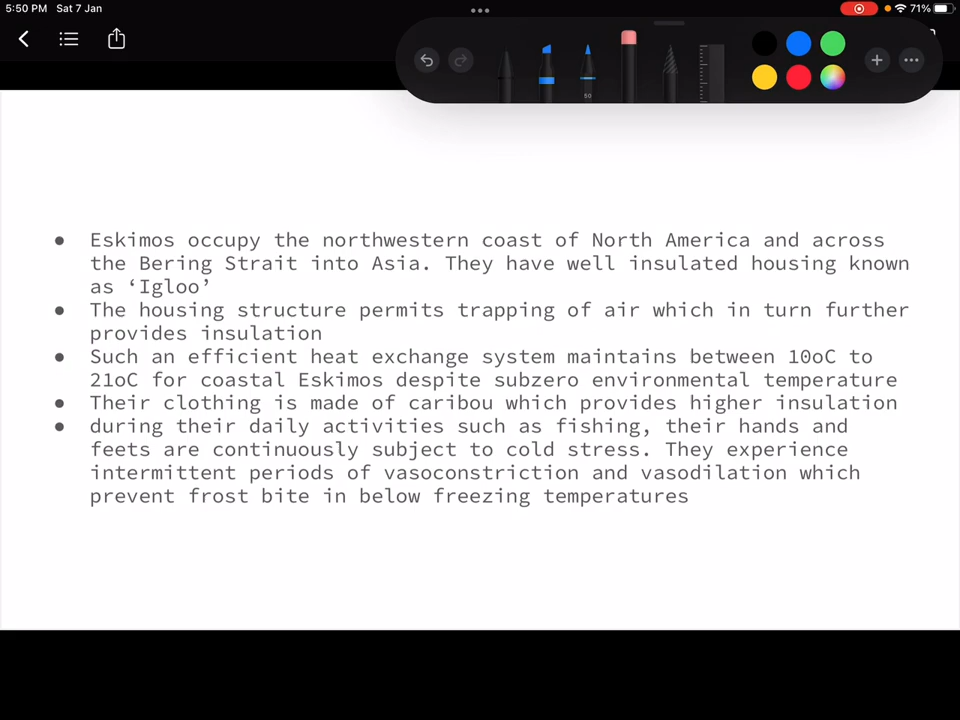 5:50 PM Sat 7 Jan
71%
50
● Eskimos occupy the northwestern coast of North America and across
the Bering Strait into Asia. They have well insulated housing known
as ‘Igloo’
● The housing structure permits trapping of air which in turn further
provides insulation
● Such an efficient heat exchange system maintains between 10oC to
21oC for coastal Eskimos despite subzero environmental temperature
● Their clothing is made of caribou which provides higher insulation
● during their daily activities such as fishing, their hands and
feets are continuously subject to cold stress. They experience
intermittent periods of vasoconstriction and vasodilation which
prevent frost bite in below freezing temperatures